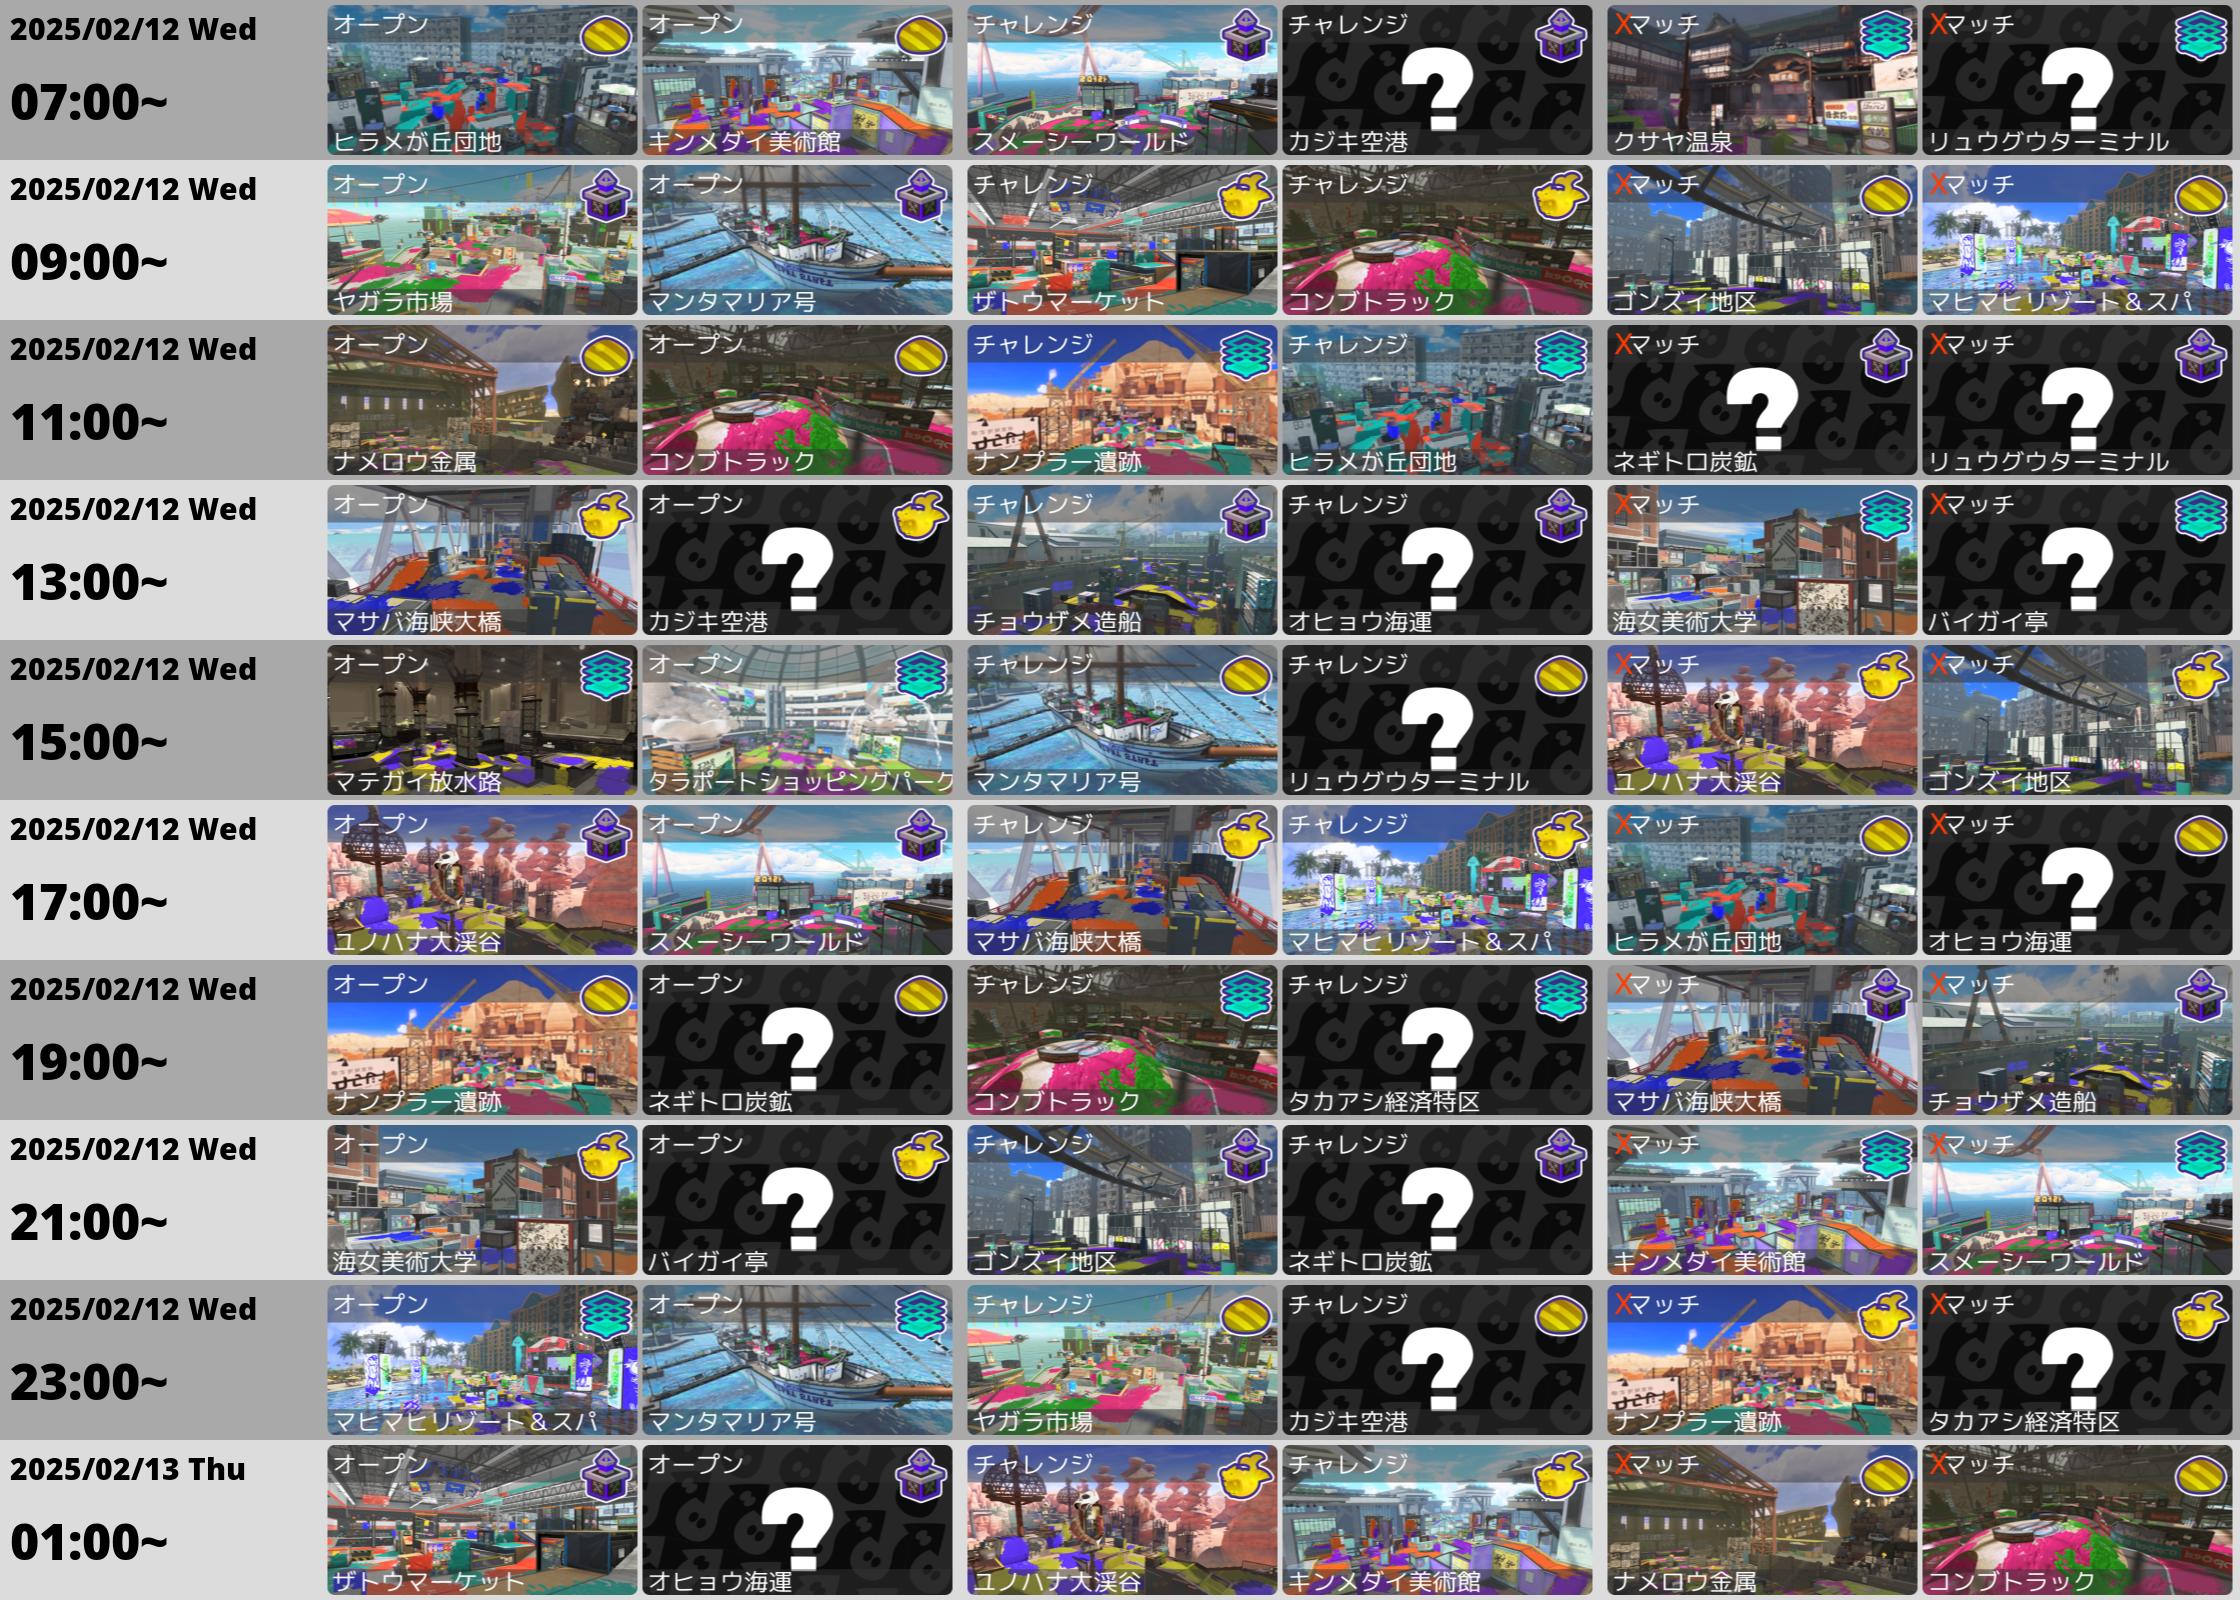 2025/02/12 Wed
07:00~
オープン
ヒラメが丘団地
オープン
キンメダイ美術館
チャレンジ
スメーシーワールド
チャレンジ
カジキ空港
Xマッチ
クサヤ温泉
Xマッチ
リュウグウターミナル
2025/02/12 Wed
09:00~
オープン
ヤガラ市場
オープン
マンタマリア号
チャレンジ
ザトウマーケット
チャレンジ
コンブトラック
Xマッチ
ゴンズイ地区
Xマッチ
マヒマヒリゾート＆スパ
2025/02/12 Wed
11:00~
オープン
ナメロウ金属
オープン
コンブトラック
チャレンジ
ナンプラー遺跡
チャレンジ
ヒラメが丘団地
Xマッチ
ネギトロ炭鉱
Xマッチ
リュウグウターミナル
2025/02/12 Wed
13:00~
オープン
マサバ海峡大橋
オープン
カジキ空港
チャレンジ
チョウザメ造船
チャレンジ
オヒョウ海運
Xマッチ
海女美術大学
Xマッチ
バイガイ亭
2025/02/12 Wed
15:00~
オープン
マテガイ放水路
オープン
タラポートショッピングパーク
チャレンジ
マンタマリア号
チャレンジ
リュウグウターミナル
Xマッチ
ユノハナ大渓谷
Xマッチ
ゴンズイ地区
2025/02/12 Wed
17:00~
オープン
ユノハナ大渓谷
オープン
スメーシーワールド
チャレンジ
マサバ海峡大橋
チャレンジ
マヒマヒリゾート＆スパ
Xマッチ
ヒラメが丘団地
Xマッチ
オヒョウ海運
2025/02/12 Wed
19:00~
オープン
ナンプラー遺跡
オープン
ネギトロ炭鉱
チャレンジ
コンブトラック
チャレンジ
タカアシ経済特区
Xマッチ
マサバ海峡大橋
Xマッチ
チョウザメ造船
2025/02/12 Wed
21:00~
オープン
海女美術大学
オープン
バイガイ亭
チャレンジ
ゴンズイ地区
チャレンジ
ネギトロ炭鉱
Xマッチ
キンメダイ美術館
Xマッチ
スメーシーワールド
2025/02/12 Wed
23:00~
オープン
マヒマヒリゾート＆スパ
オープン
マンタマリア号
チャレンジ
ヤガラ市場
チャレンジ
カジキ空港
Xマッチ
ナンプラー遺跡
Xマッチ
タカアシ経済特区
2025/02/13 Thu
01:00~
オープン
ザトウマーケット
オープン
オヒョウ海運
チャレンジ
ユノハナ大渓谷
チャレンジ
キンメダイ美術館
Xマッチ
ナメロウ金属
Xマッチ
コンブトラック